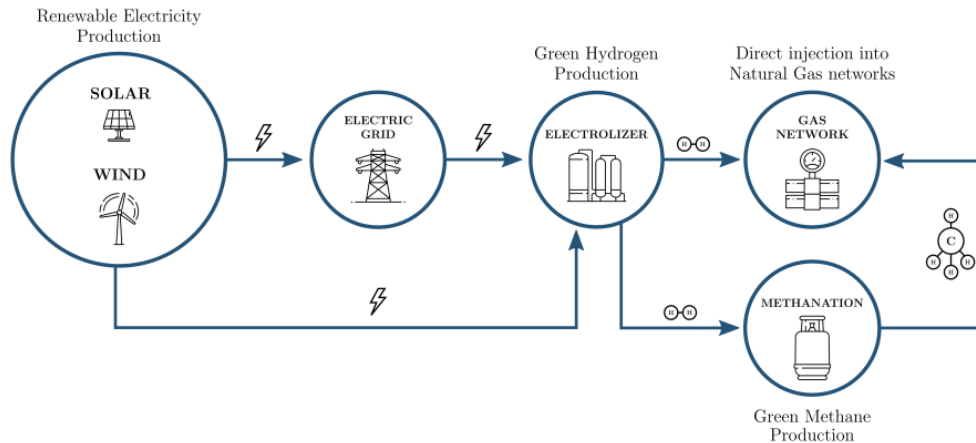 Renewable Electricity
Production
SOLAR
WIND
ELECTRIC
GRID
Green Hydrogen
Production
ELECTROLIZER
H H
Direct injection into
Natural Gas networks
GAS
NETWORK
H
C
H H
H
H H
METHANATION
Green Methane
Production